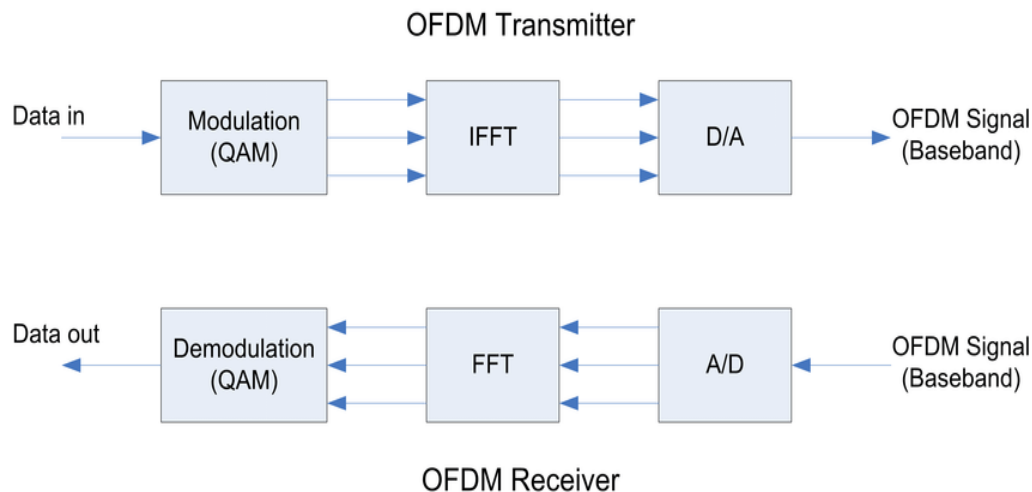 OFDM Transmitter
Data in
Modulation
(QAM)
IFFT
D/A
OFDM Signal
(Baseband)
Data out
Demodulation
(QAM)
FFT
A/D
OFDM Signal
(Baseband)
OFDM Receiver